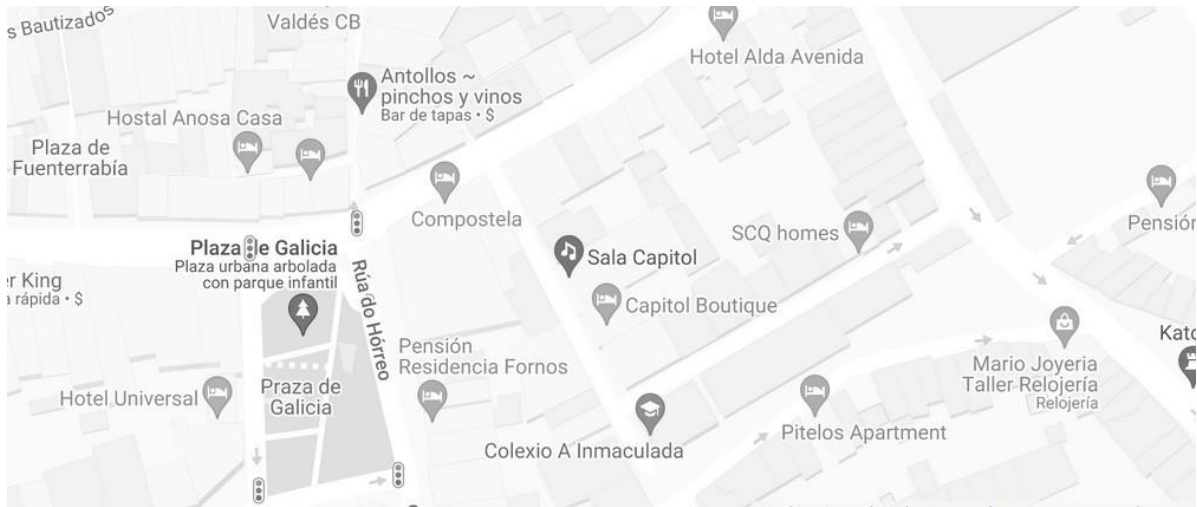 s Bautizados
Valdés CB
Hotel Alda Avenida
Antollos ~
pinchos y vinos
Bar de tapas • $
Hostal Anosa Casa
Plaza de
Fuenterrabía
Compostela
Pensión
SCQ homes
Plaza de Galicia
Plaza urbana arbolada
con parque infantil
Sala Capitol
er King
a rápida • $
Rúa do Hórreo
Capitol Boutique
Pensión
Residencia Fornos
Mario Joyeria
Taller Relojería
Relojería
Kato
Hotel Universal
Praza de
Galicia
Pitelos Apartment
Colexio A Inmaculada